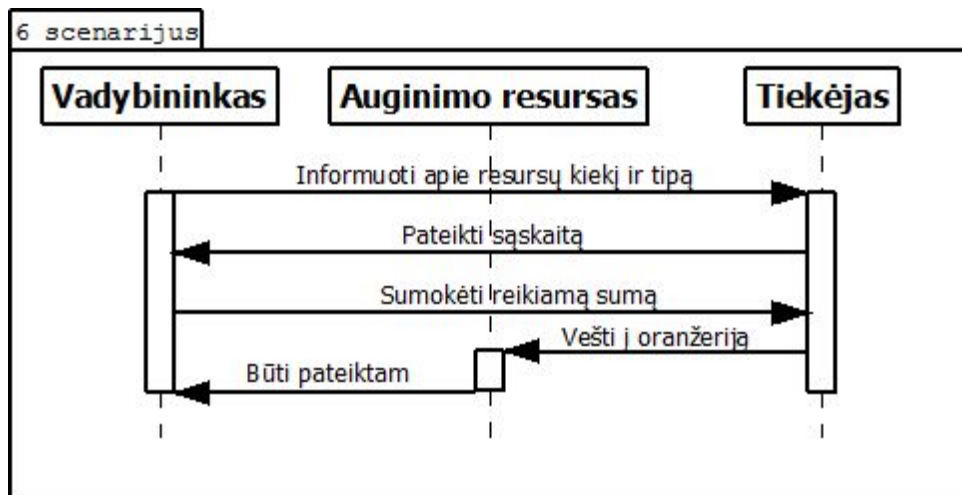 6 scenarijus
Vadybininkas
Auginimo resursas
Tiekėjas
Informuoti apie resursų kiekį ir tipą
Pateikti sąskaitą
Sumokėti reikiamą sumą
Vešti į oranžeriją
Būti pateiktam